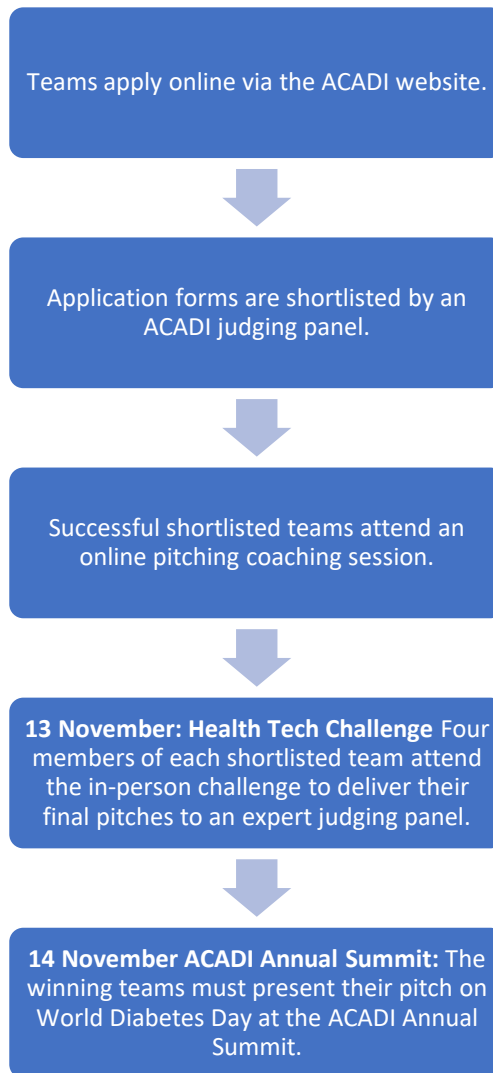 Teams apply online via the ACADI website.
Application forms are shortlisted by an
ACADI judging panel.
Successful shortlisted teams attend an
online pitching coaching session.
13 November: Health Tech Challenge Four
members of each shortlisted team attend
the in-person challenge to deliver their
final pitches to an expert judging panel.
14 November ACADI Annual Summit: The
winning teams must present their pitch on
World Diabetes Day at the ACADI Annual
Summit.